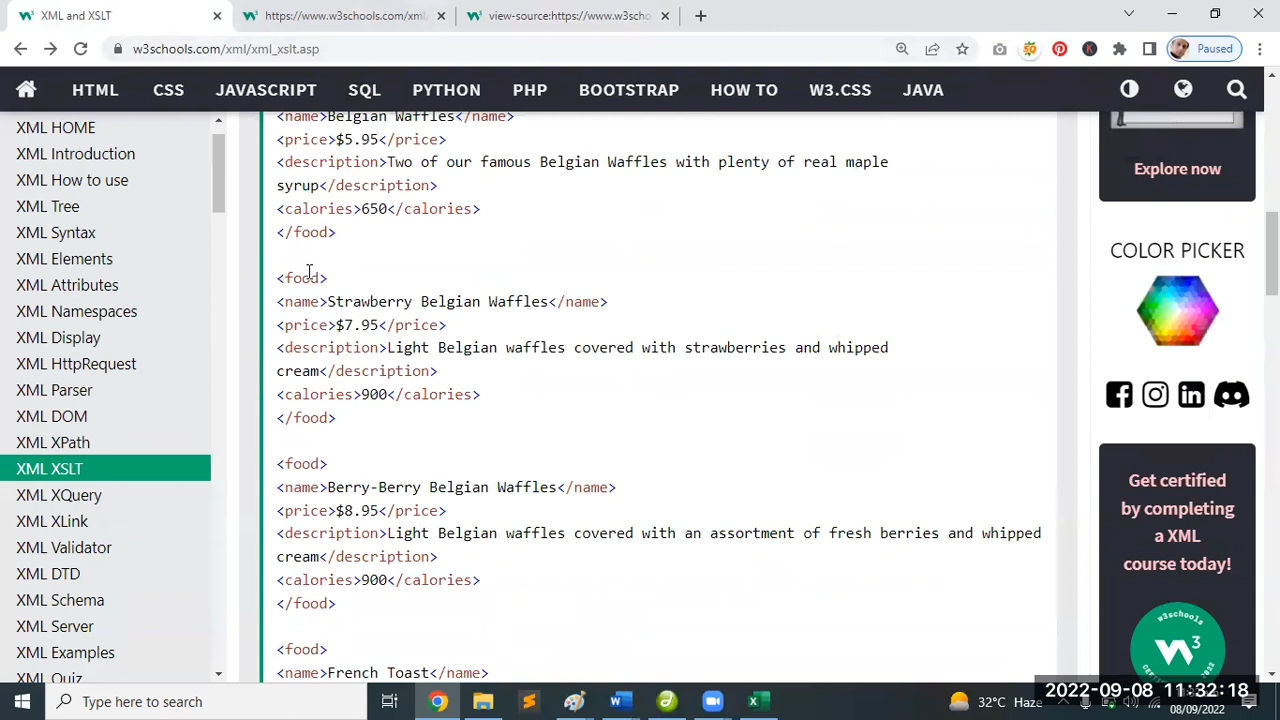 XML and XSLT
https://www.w3schools.com/xml
view-source:https://www.w3scho
w3schools.com/xml/xml_xslt.asp
Paused
HTML CSS JAVASCRIPT SQL PYTHON PHP BOOTSTRAP HOW TO W3.CSS JAVA
XML HOME
XML Introduction
XML How to use
XML Tree
XML Syntax
XML Elements
XML Attributes
XML Namespaces
XML Display
XML HttpRequest
XML Parser
XML DOM
XML XPath
XML XSLT
XML XQuery
XML XLink
XML Validator
XML DTD
XML Schema
XML Server
XML Examples
XML Quiz
<name>Belgian Waffles</name>
<price>$5.95</price>
<description>Two of our famous Belgian Waffles with plenty of real maple
syrup</description>
<calories>650</calories>
</food>
<food>
<name>Strawberry Belgian Waffles</name>
<price>$7.95</price>
<description>Light Belgian waffles covered with strawberries and whipped
cream</description>
<calories>900</calories>
</food>
<food>
<name>Berry-Berry Belgian Waffles</name>
<price>$8.95</price>
<description>Light Belgian waffles covered with an assortment of fresh berries and whipped
cream</description>
<calories>900</calories>
</food>
<food>
<name>French Toast</name>
Explore now
COLOR PICKER
Get certified
by completing
a XML
course today!
w3schools
W3
Type here to search
32°C Haze
2022-09-08 11:32:18
08/09/2022